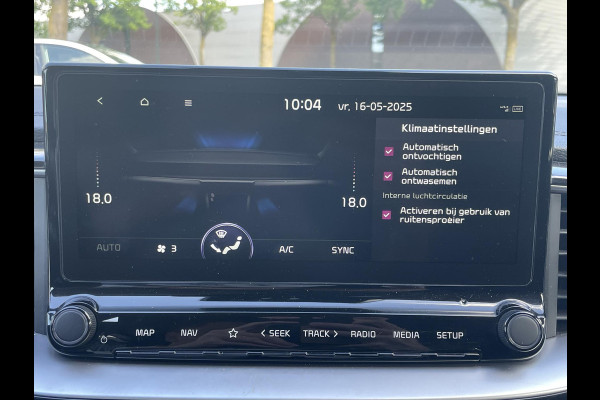 10:04 vr, 16-05-2025
Klimaatinstellingen
Automatisch
ontvochtigen
Automatisch
ontwasemen
Interne luchtcirculatie
Activeren bij gebruik van
ruitensproeier
18.0 18.0
AUTO 3 A/C SYNC
MAP NAV < SEEK TRACK > RADIO MEDIA SETUP